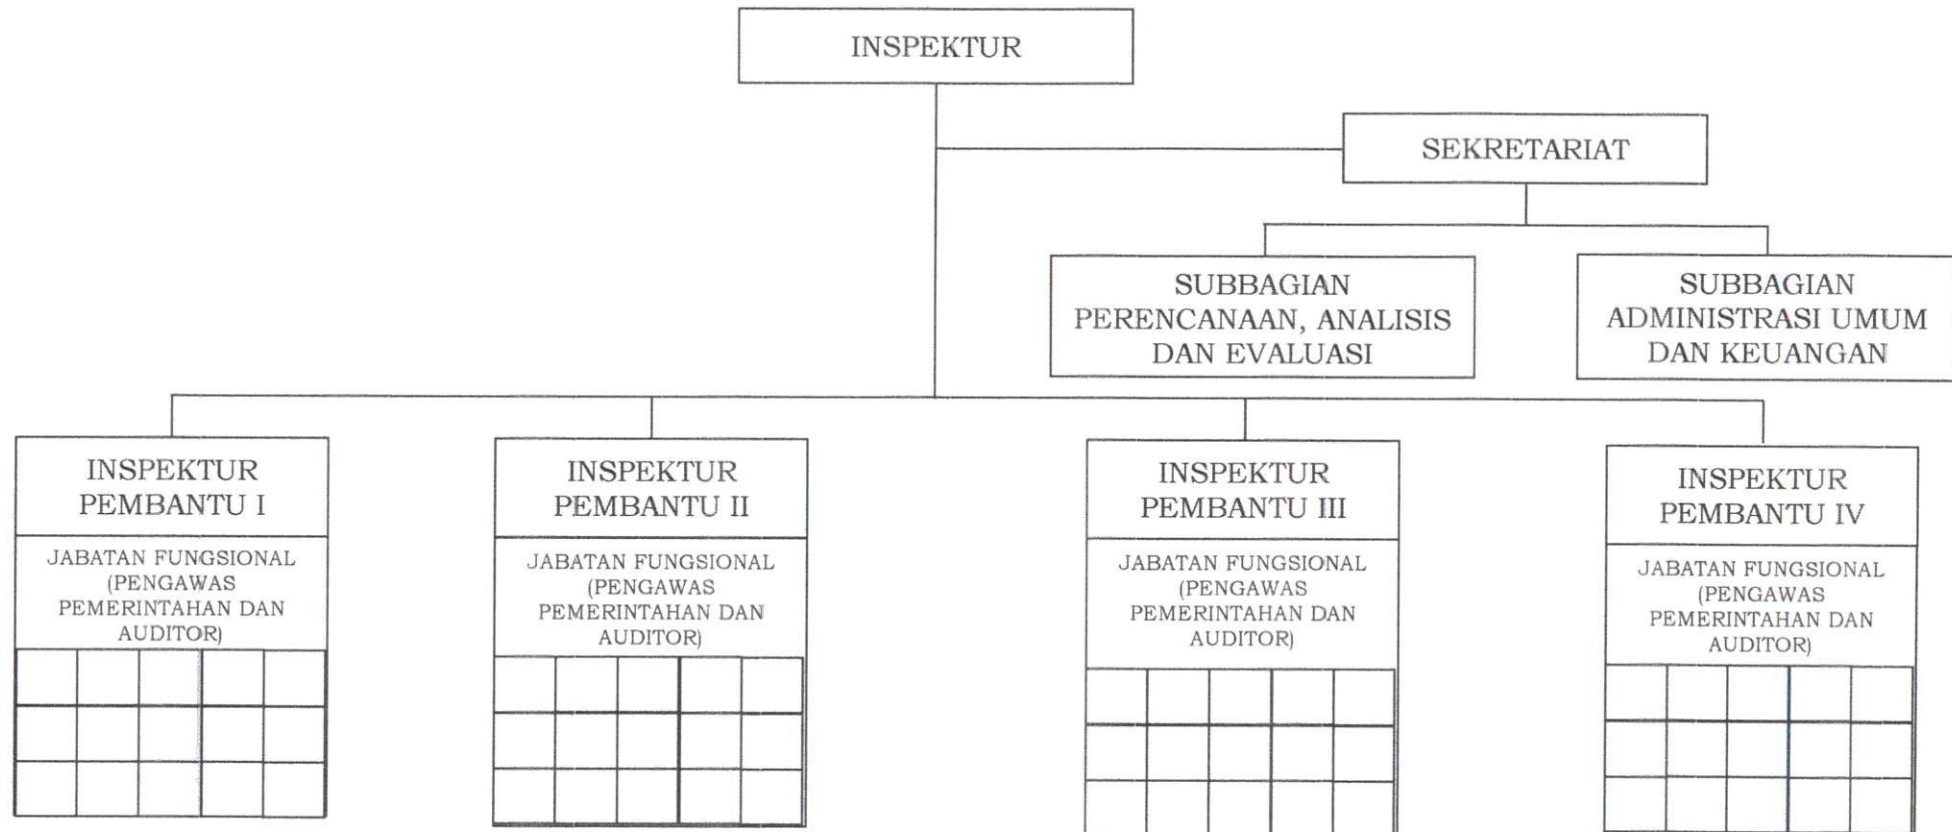 INSPEKTUR
SEKRETARIAT
SUBBAGIAN
PERENCANAAN, ANALISIS
DAN EVALUASI
SUBBAGIAN
ADMINISTRASI UMUM
DAN KEUANGAN
INSPEKTUR
PEMBANTU I
JABATAN FUNGSIONAL
(PENGAWAS
PEMERINTAHAN DAN
AUDITOR)
INSPEKTUR
PEMBANTU II
JABATAN FUNGSIONAL
(PENGAWAS
PEMERINTAHAN DAN
AUDITOR)
INSPEKTUR
PEMBANTU III
JABATAN FUNGSIONAL
(PENGAWAS
PEMERINTAHAN DAN
AUDITOR)
INSPEKTUR
PEMBANTU IV
JABATAN FUNGSIONAL
(PENGAWAS
PEMERINTAHAN DAN
AUDITOR)